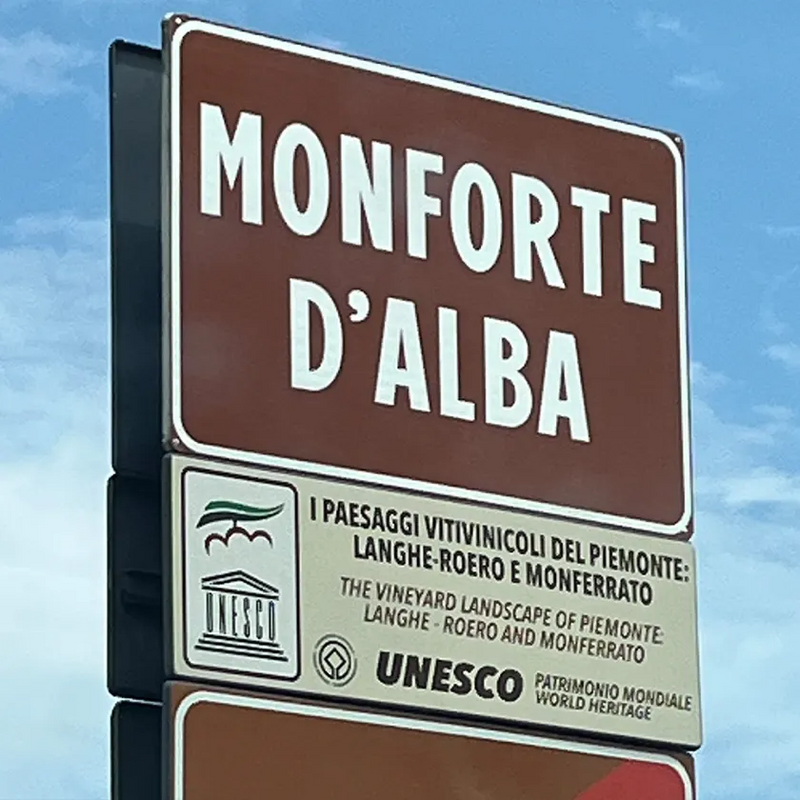 MONFORTE
D'ALBA
I PAESAGGI VITIVINICOLI DEL PIEMONTE:
LANGHE-ROERO E MONFERRATO
THE VINEYARD LANDSCAPE OF PIEMONTE:
LANGHE - ROERO AND MONFERRATO
UNESCO
UNESCO
PATRIMONIO MONDIALE
WORLD HERITAGE